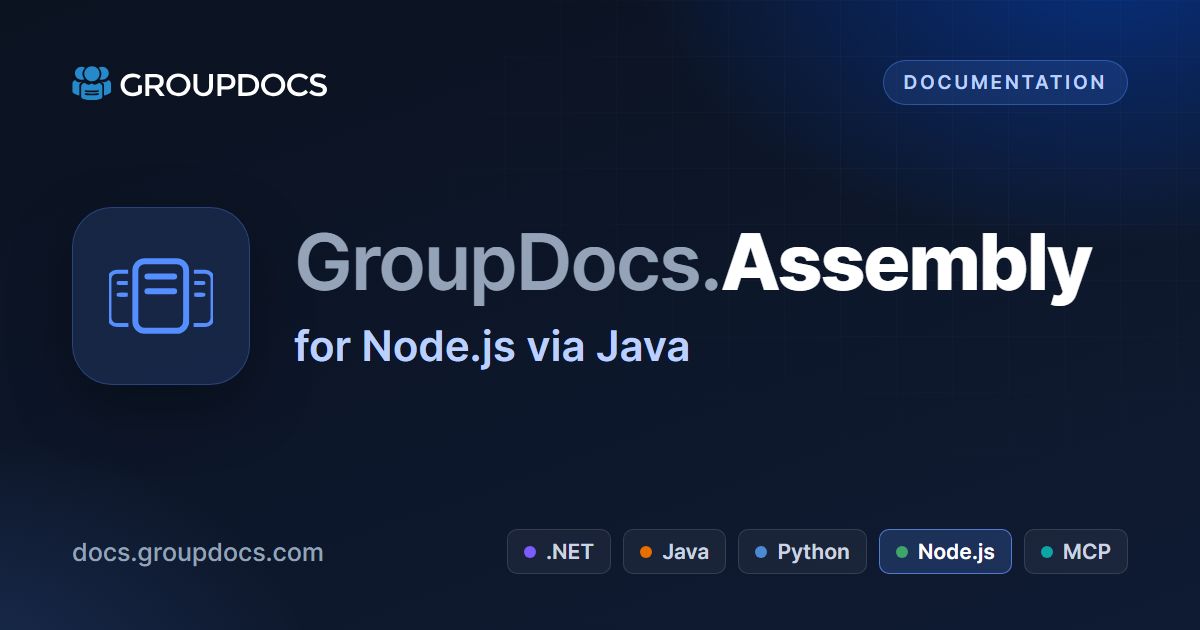 GROUPDOCS
DOCUMENTATION
GroupDocs.Assembly
for Node.js via Java
docs.groupdocs.com
.NET
Java
Python
Node.js
MCP